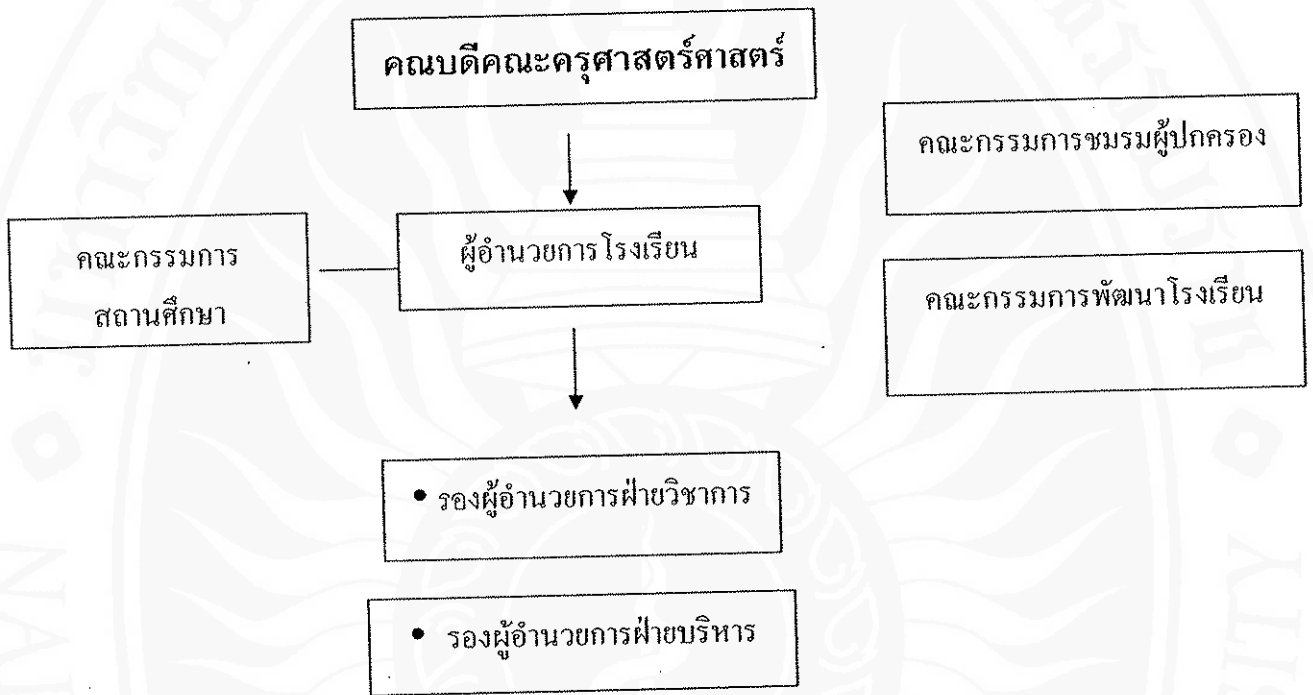 คณบดีคณะครุศาสตร์ศาสตร์
คณะกรรมการชมรมผู้ปกครอง
คณะกรรมการ
สถานศึกษา
ผู้อำนวยการโรงเรียน
คณะกรรมการพัฒนาโรงเรียน
• รองผู้อำนวยการฝ่ายวิชาการ
• รองผู้อำนวยการฝ่ายบริหาร